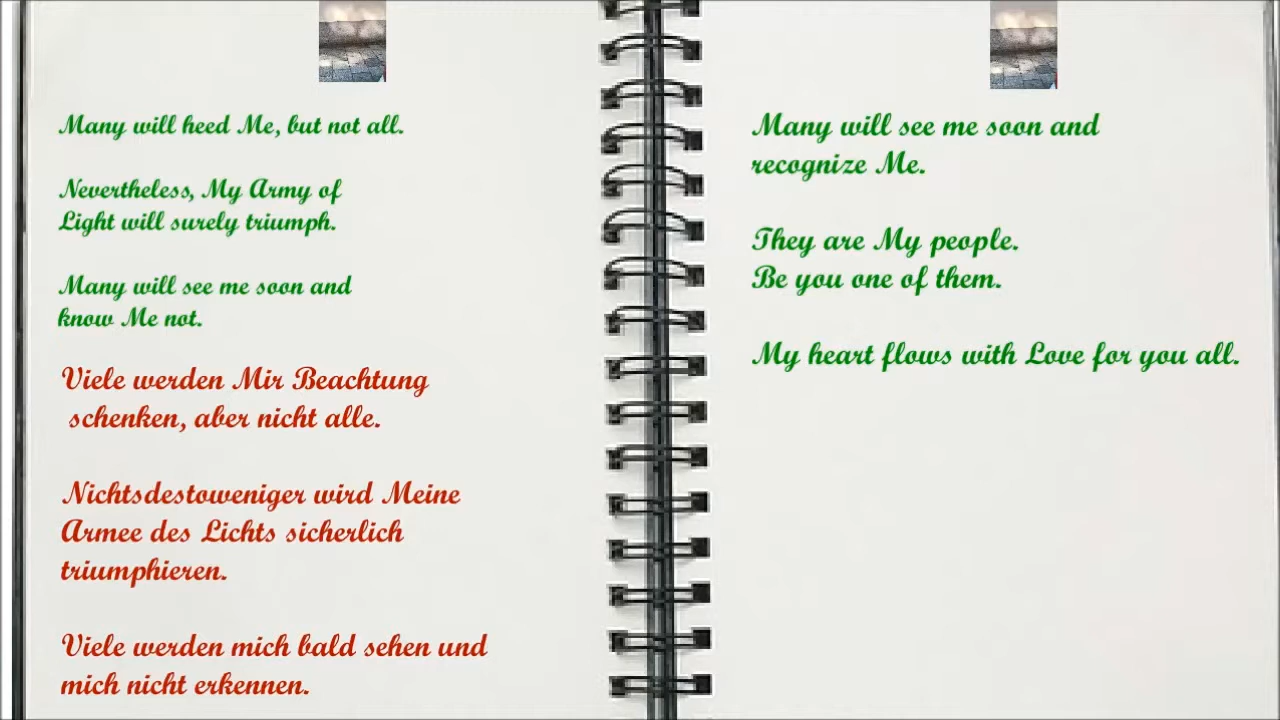 Many will heed Me, but not all.
Nevertheless, My Army of
Light will surely triumph.
Many will see me soon and
know Me not.
Viele werden Mir Beachtung
schenken, aber nicht alle.
Nichtsdestoweniger wird Meine
Armee des Lichts sicherlich
triumphieren.
Viele werden mich bald sehen und
mich nicht erkennen.
Many will see me soon and
recognize Me.
They are My people.
Be you one of them.
My heart flows with Love for you all.